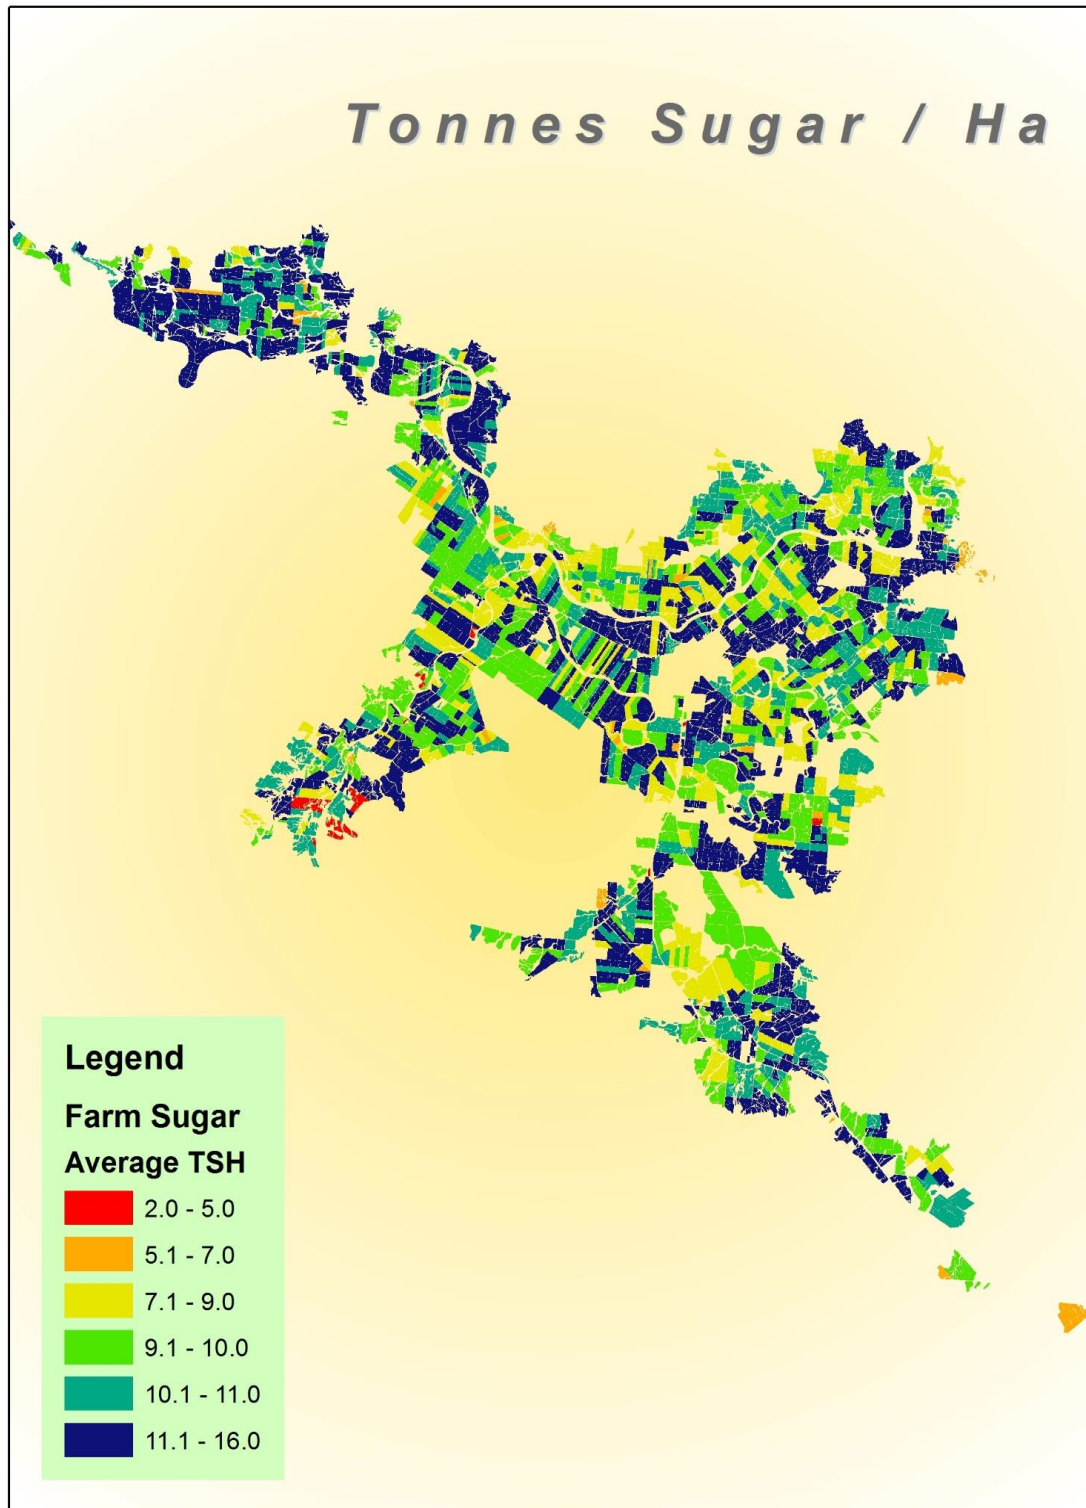 Tonnes Sugar / Ha
Legend
Farm Sugar
Average TSH
2.0 - 5.0
5.1 - 7.0
7.1 - 9.0
9.1 - 10.0
10.1 - 11.0
11.1 - 16.0